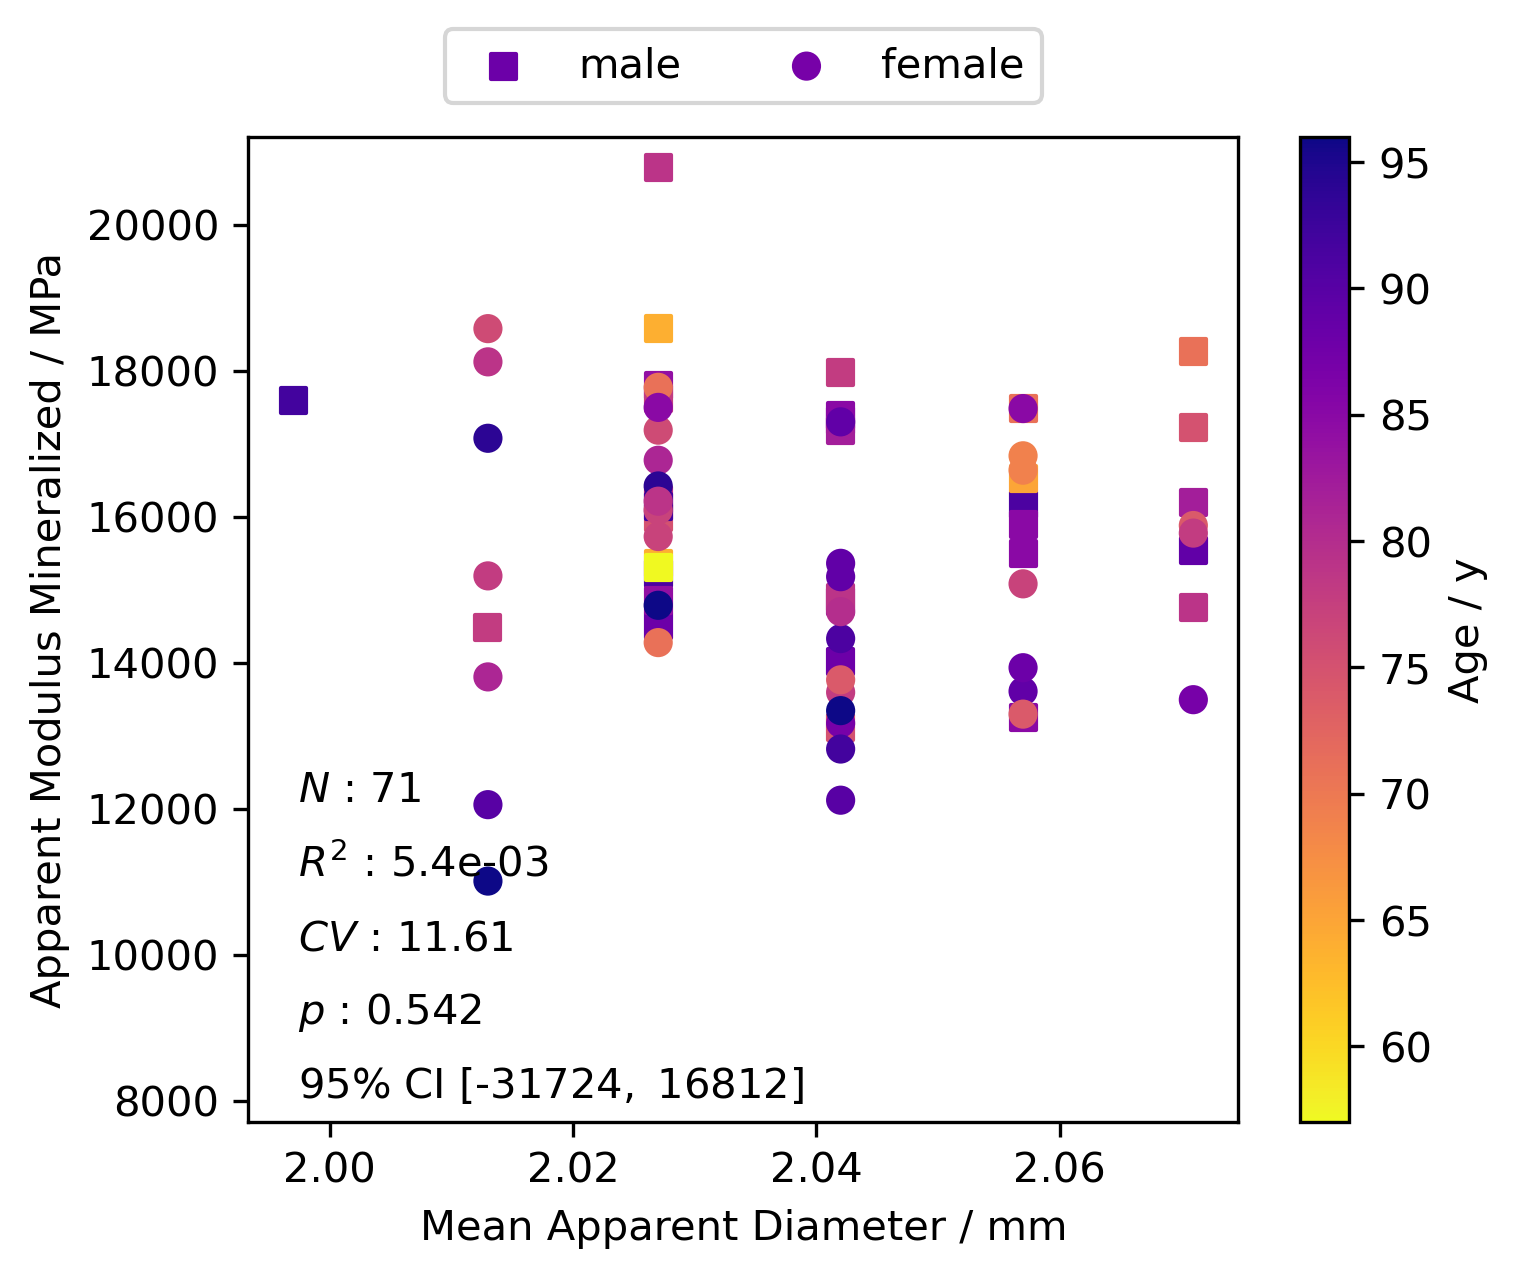 male female
Apparent Modulus Mineralized / MPa
20000
18000
16000
14000
12000
10000
8000
N : 71
R² : 5.4e-03
CV : 11.61
p : 0.542
95% CI [-31724, 16812]
2.00 2.02 2.04 2.06
Mean Apparent Diameter / mm
95
90
85
80
75
70
65
60
Age / y